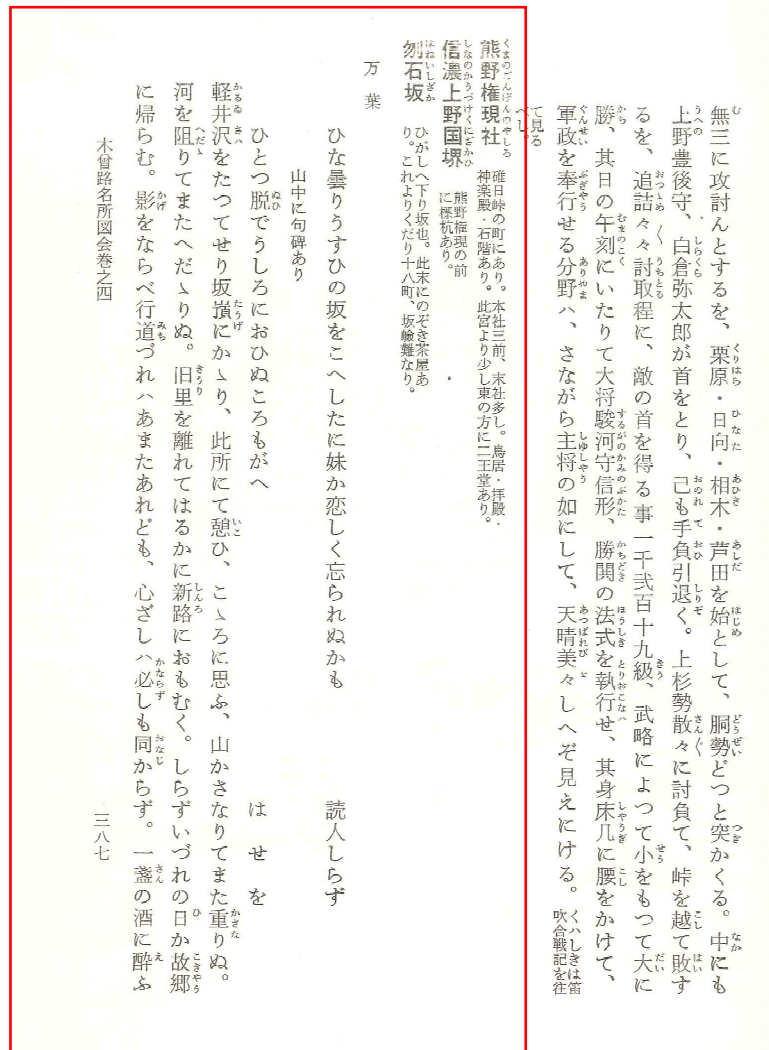 無三に攻討んとするを、栗原・日向・相木・芦田を始として、胴勢どつと突かくる。中にも
上野豊後守、白倉弥太郎が首をとり、己も手負引退く。上杉勢散々に討負て、峠を越て敗す
るを、追詰々々討取程に、敵の首を得る事一千弐百十九級、武略によつて小をもつて大に
勝、其日の午刻にいたりて大将駿河守信形、勝関の法式を執行せ、其身床几に腰をかけて、
軍政を奉行せる分野ハ、さながら主将の如にして、天晴美々しへぞ見えにける。くハしきは笛
吹合戦記を往
て見る
べし。
熊野権現社 碓日峠の町にあり。本社三前、末社多し。鳥居・拝殿・
神楽殿・石階あり。此宮より少し東の方に二王堂あり。
信濃上野国堺 熊野権現の前
に標杭あり。
刎石坂 ひがしへ下り坂也。此末にのぞき茶屋あ
り。これよりくだり十八町、坂嶮難なり。
万葉
ひな曇りうすひの坂をこへしたに妹か恋しく忘られぬかも 読人しらず
山中に句碑あり
ひとつ脱でうしろにおひぬころもがへ はせを
軽井沢をたつてせり坂嶺にかゝり、此所にて憩ひ、こゝろに思ふ、山かさなりてまた重りぬ。
河を阻りてまたへだゝりぬ。旧里を離れてはるかに新路におもむく。しらずいづれの日か故郷
に帰らむ。影をならべ行道づれハあまたあれども、心ざしハ必しも同からず。一盞の酒に酔ふ
木曾路名所図会巻之四
三八七